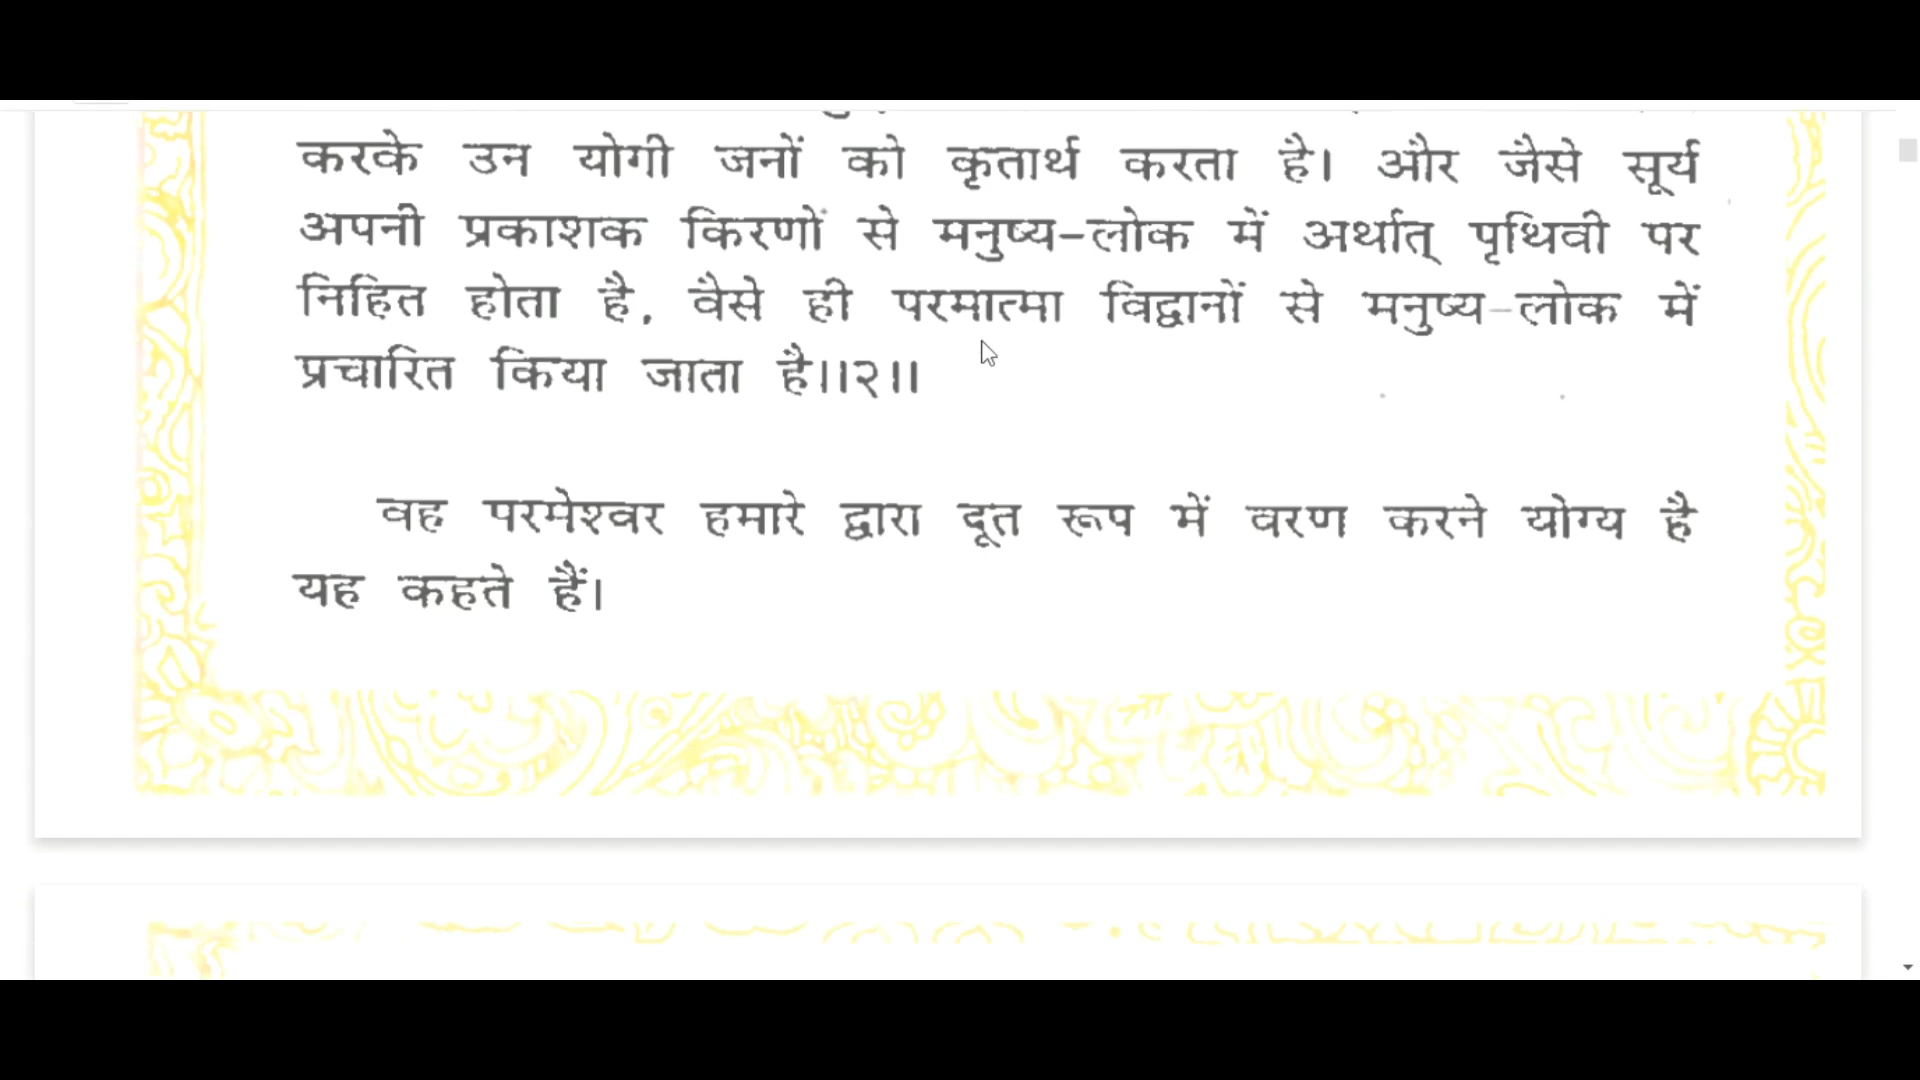 करके उन योगी जनों को कृतार्थ करता है। और जैसे सूर्य
अपनी प्रकाशक किरणों से मनुष्य-लोक में अर्थात् पृथिवी पर
निहित होता है, वैसे ही परमात्मा विद्वानों से मनुष्य-लोक में
प्रचारित किया जाता है।।२।।
वह परमेश्वर हमारे द्वारा दूत रूप में वरण करने योग्य है
यह कहते हैं।